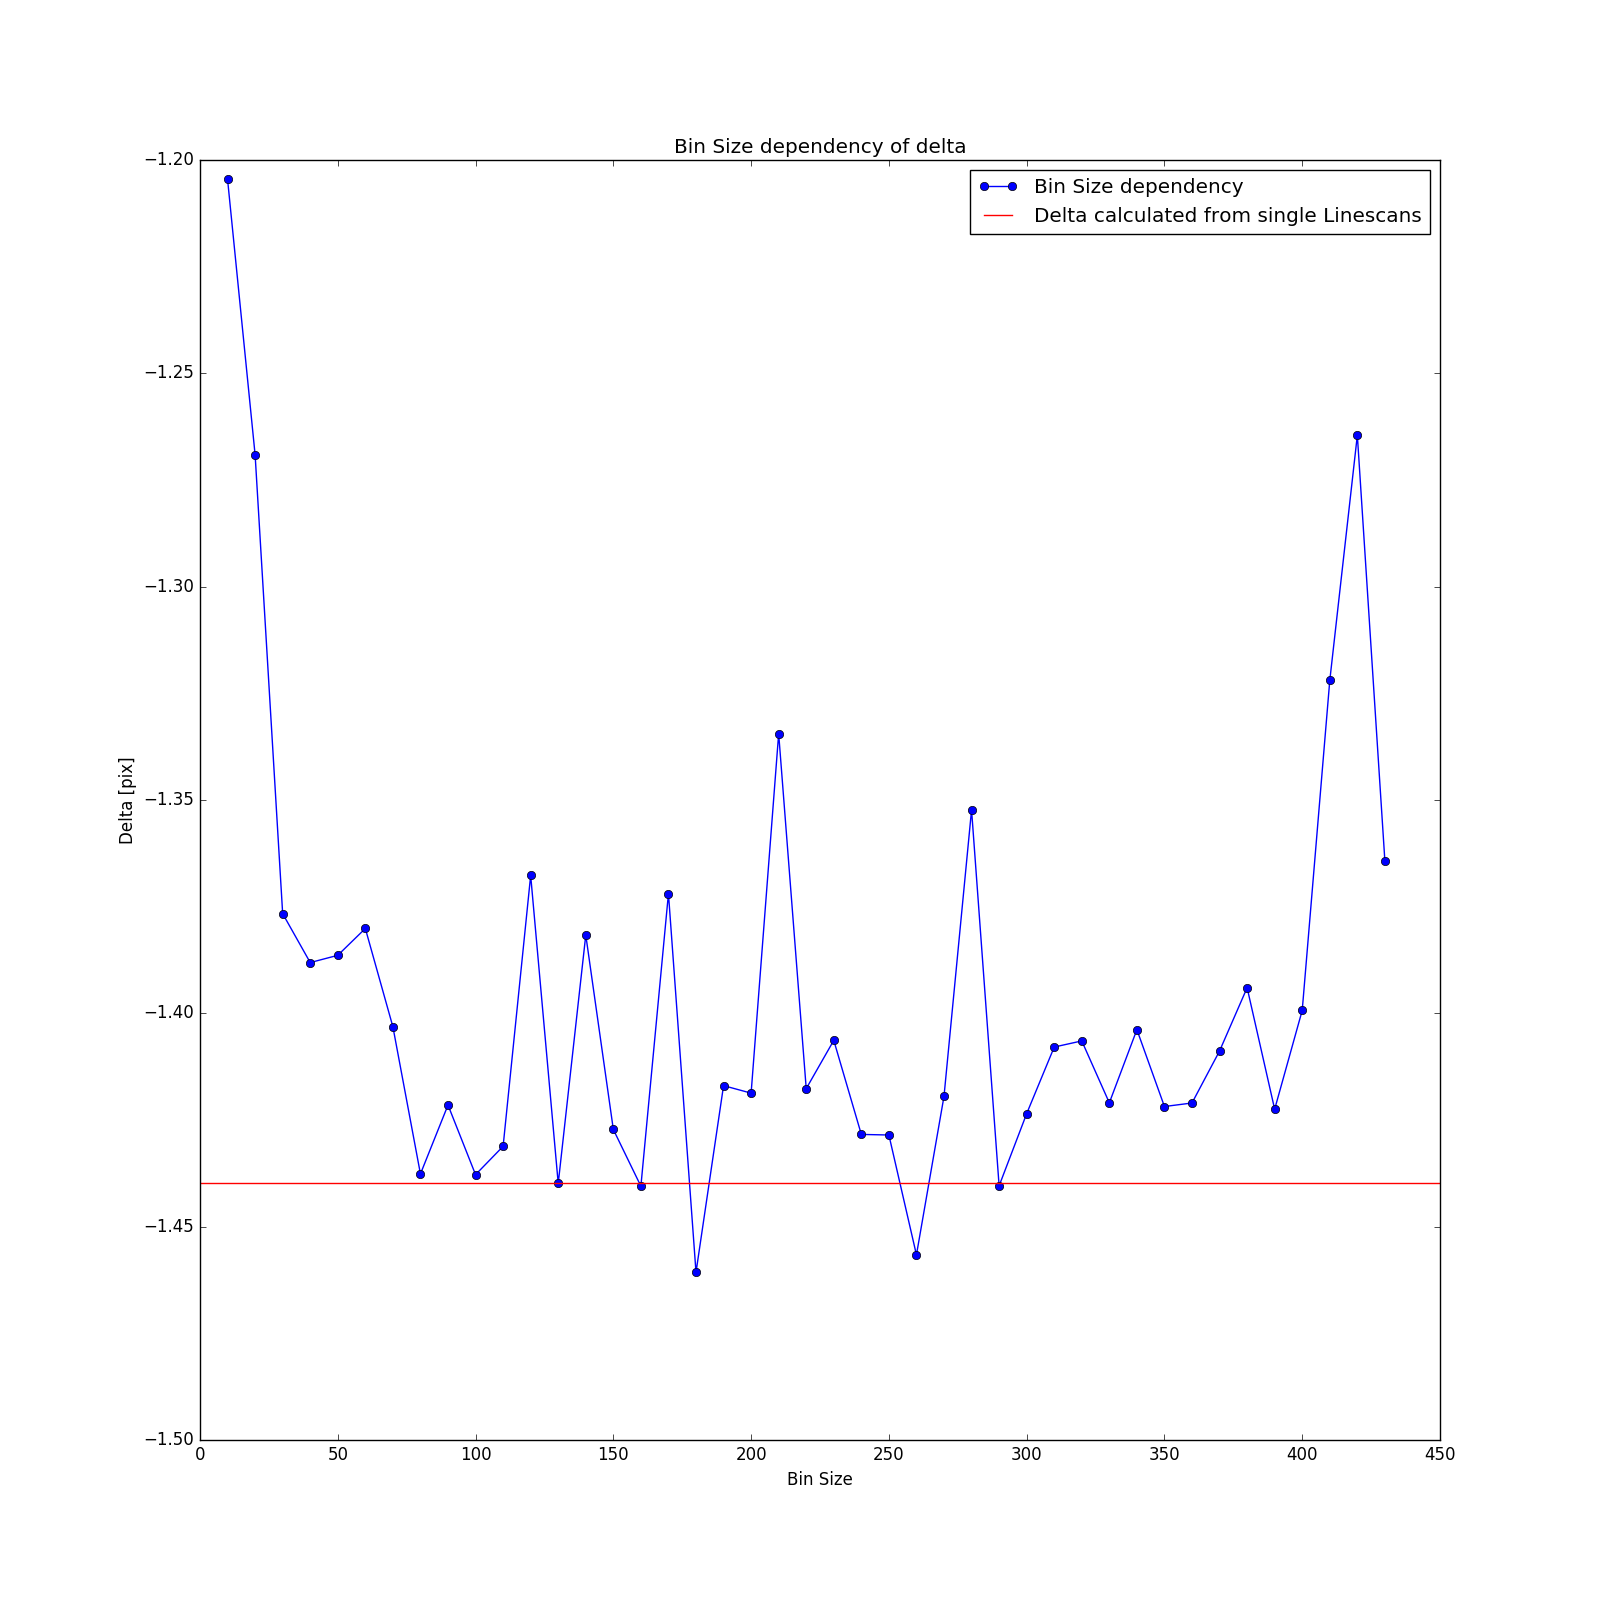 Bin Size dependency of delta
Bin Size dependency
Delta calculated from single Linescans
−1.20
−1.25
−1.30
−1.35
−1.40
−1.45
−1.50
Delta [pix]
0 50 100 150 200 250 300 350 400 450
Bin Size